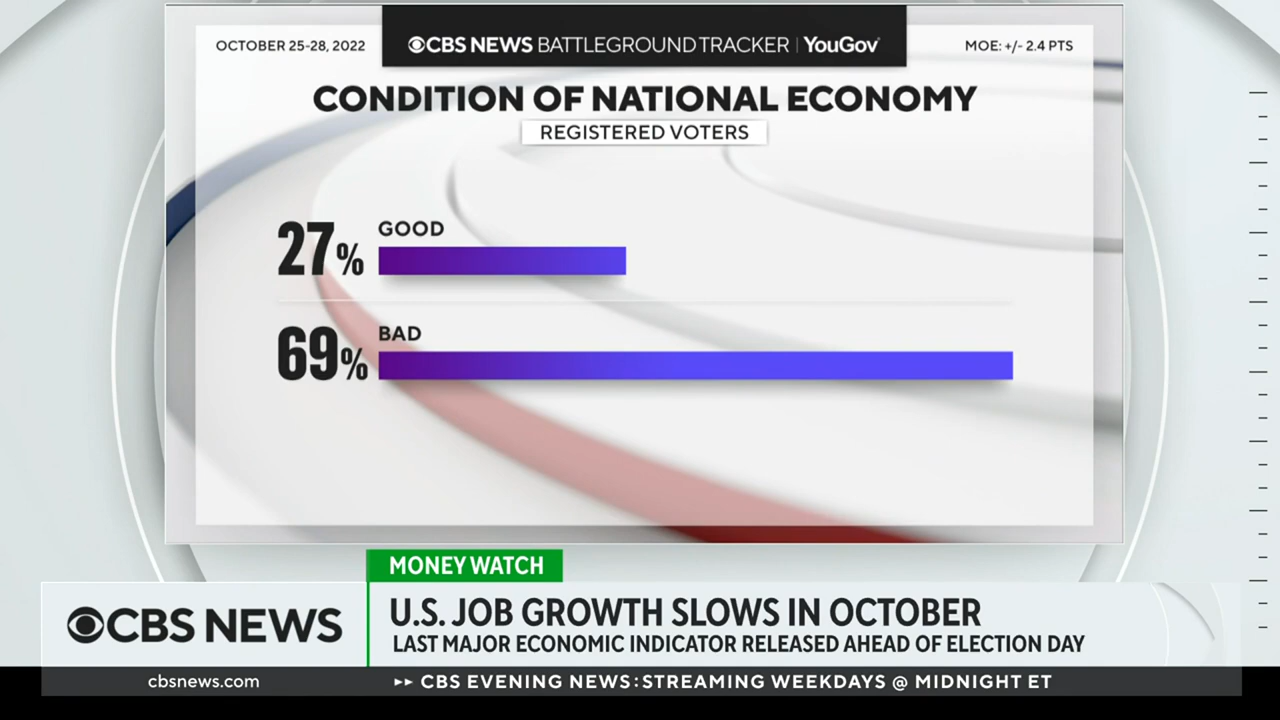 OCTOBER 25-28, 2022
CBS NEWS BATTLEGROUND TRACKER | YouGov
MOE: +/- 2.4 PTS
CONDITION OF NATIONAL ECONOMY
REGISTERED VOTERS
GOOD
27%
BAD
69%
MONEY WATCH
CBS NEWS
U.S. JOB GROWTH SLOWS IN OCTOBER
LAST MAJOR ECONOMIC INDICATOR RELEASED AHEAD OF ELECTION DAY
cbsnews.com
CBS EVENING NEWS: STREAMING WEEKDAYS @ MIDNIGHT ET